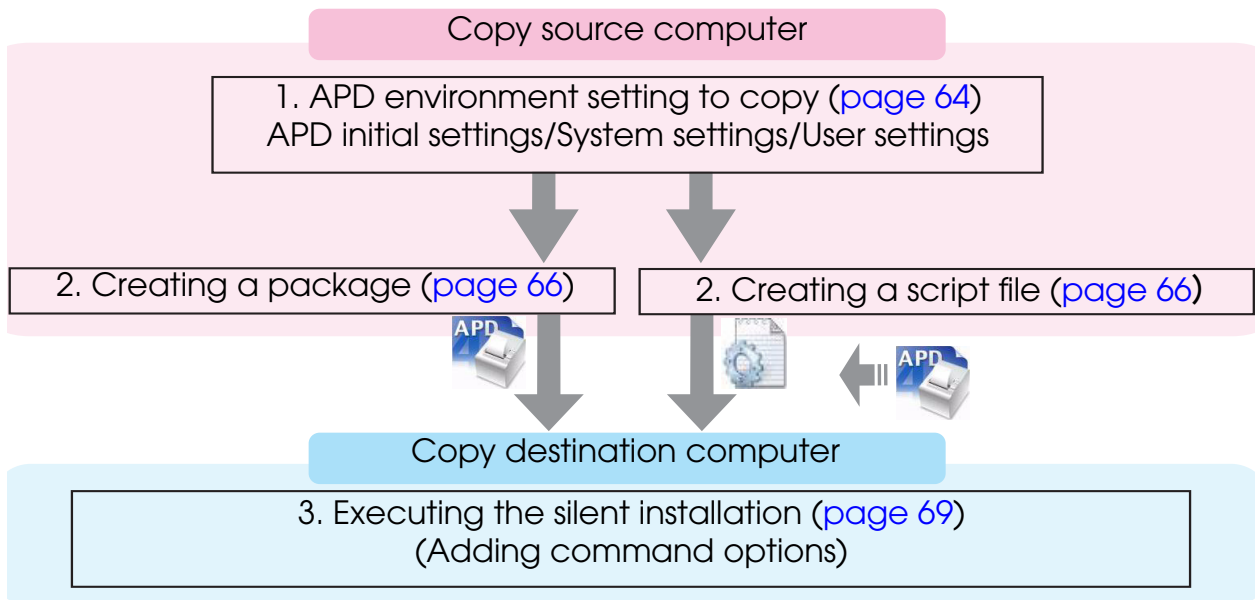 Copy source computer
1. APD environment setting to copy (page 64)
APD initial settings/System settings/User settings
2. Creating a package (page 66)
2. Creating a script file (page 66)
APD
APD
Copy destination computer
3. Executing the silent installation (page 69)
(Adding command options)